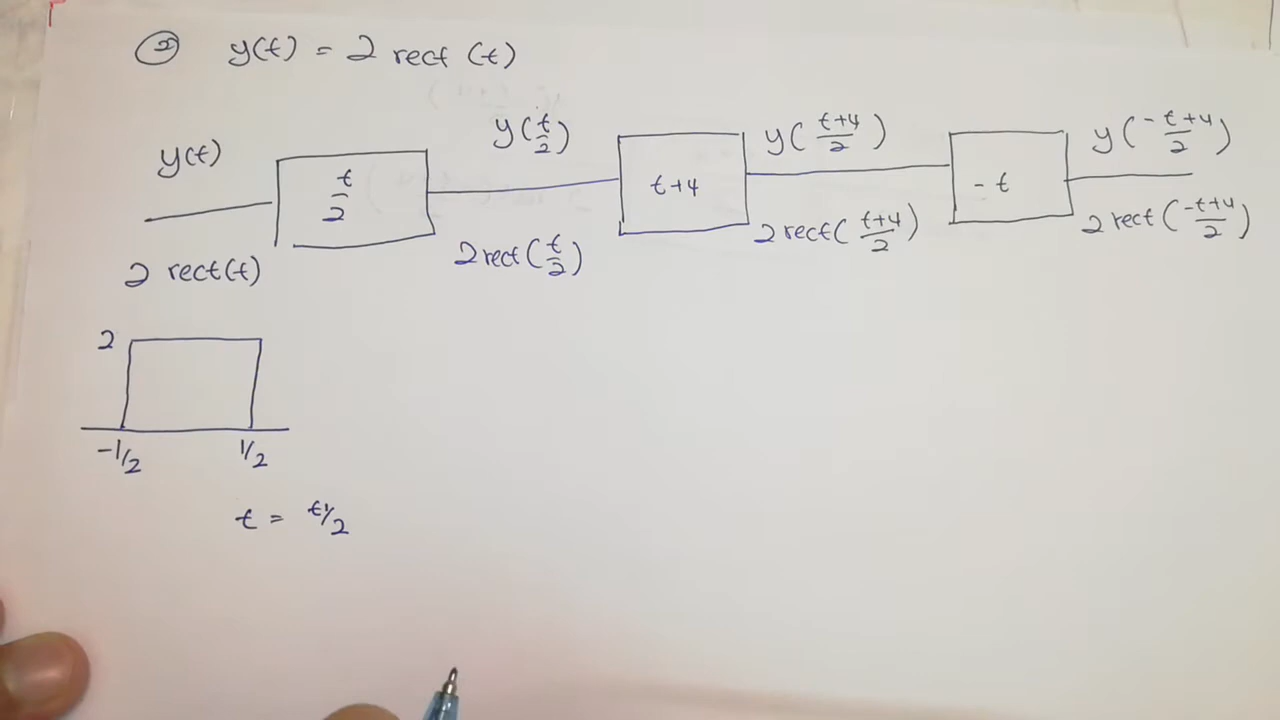 ② y(t) = 2 rect (t)
y(t)
t/2
y(t/2)
t+4
y((t+4)/2)
-t
y((-t+4)/2)
2 rect(t)
2 rect(t/2)
2 rect((t+4)/2)
2 rect((-t+4)/2)
2
-1/2 1/2
t = t'/2